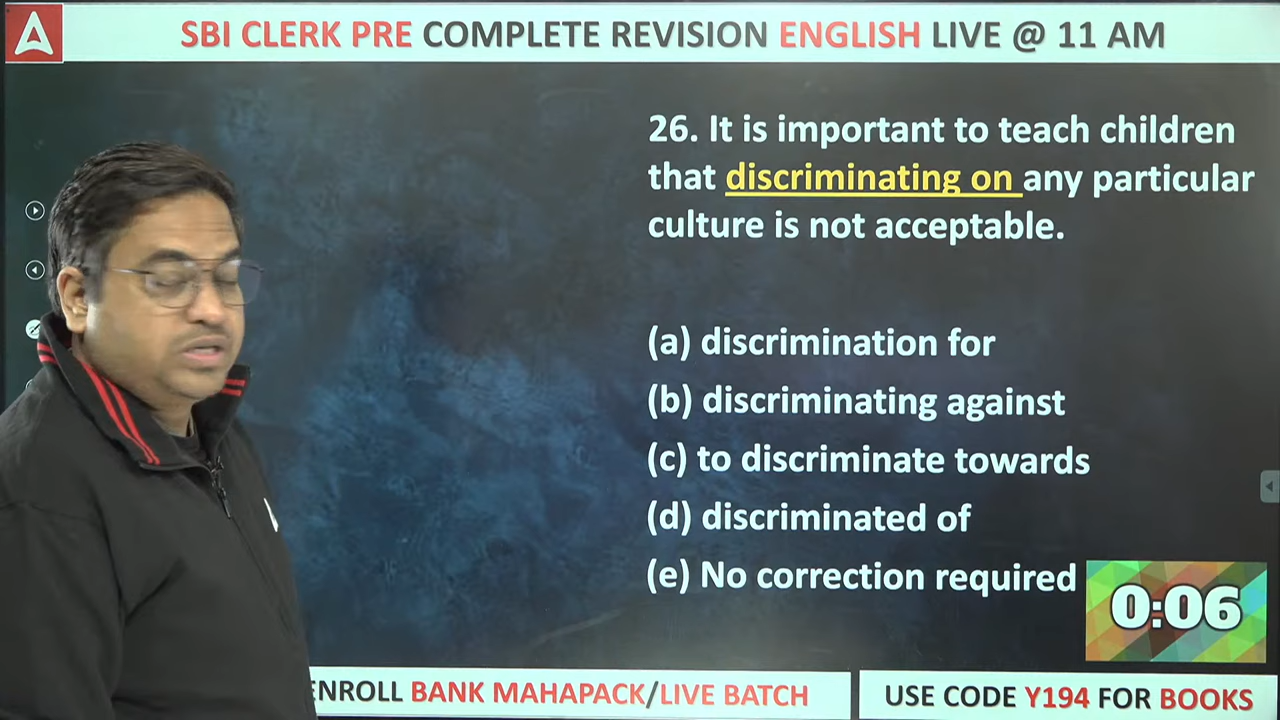 SBI CLERK PRE COMPLETE REVISION ENGLISH LIVE @ 11 AM
26. It is important to teach children
that discriminating on any particular
culture is not acceptable.
(a) discrimination for
(b) discriminating against
(c) to discriminate towards
(d) discriminated of
(e) No correction required
0:06
ENROLL BANK MAHAPACK/LIVE BATCH
USE CODE Y194 FOR BOOKS